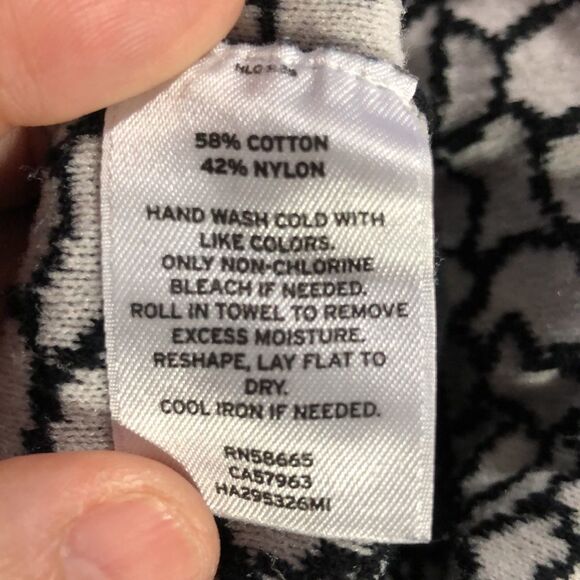 58% COTTON
42% NYLON
HAND WASH COLD WITH
LIKE COLORS.
ONLY NON-CHLORINE
BLEACH IF NEEDED.
ROLL IN TOWEL TO REMOVE
EXCESS MOISTURE.
RESHAPE, LAY FLAT TO
DRY.
COOL IRON IF NEEDED.
RN58665
CA57963
HA295326MI